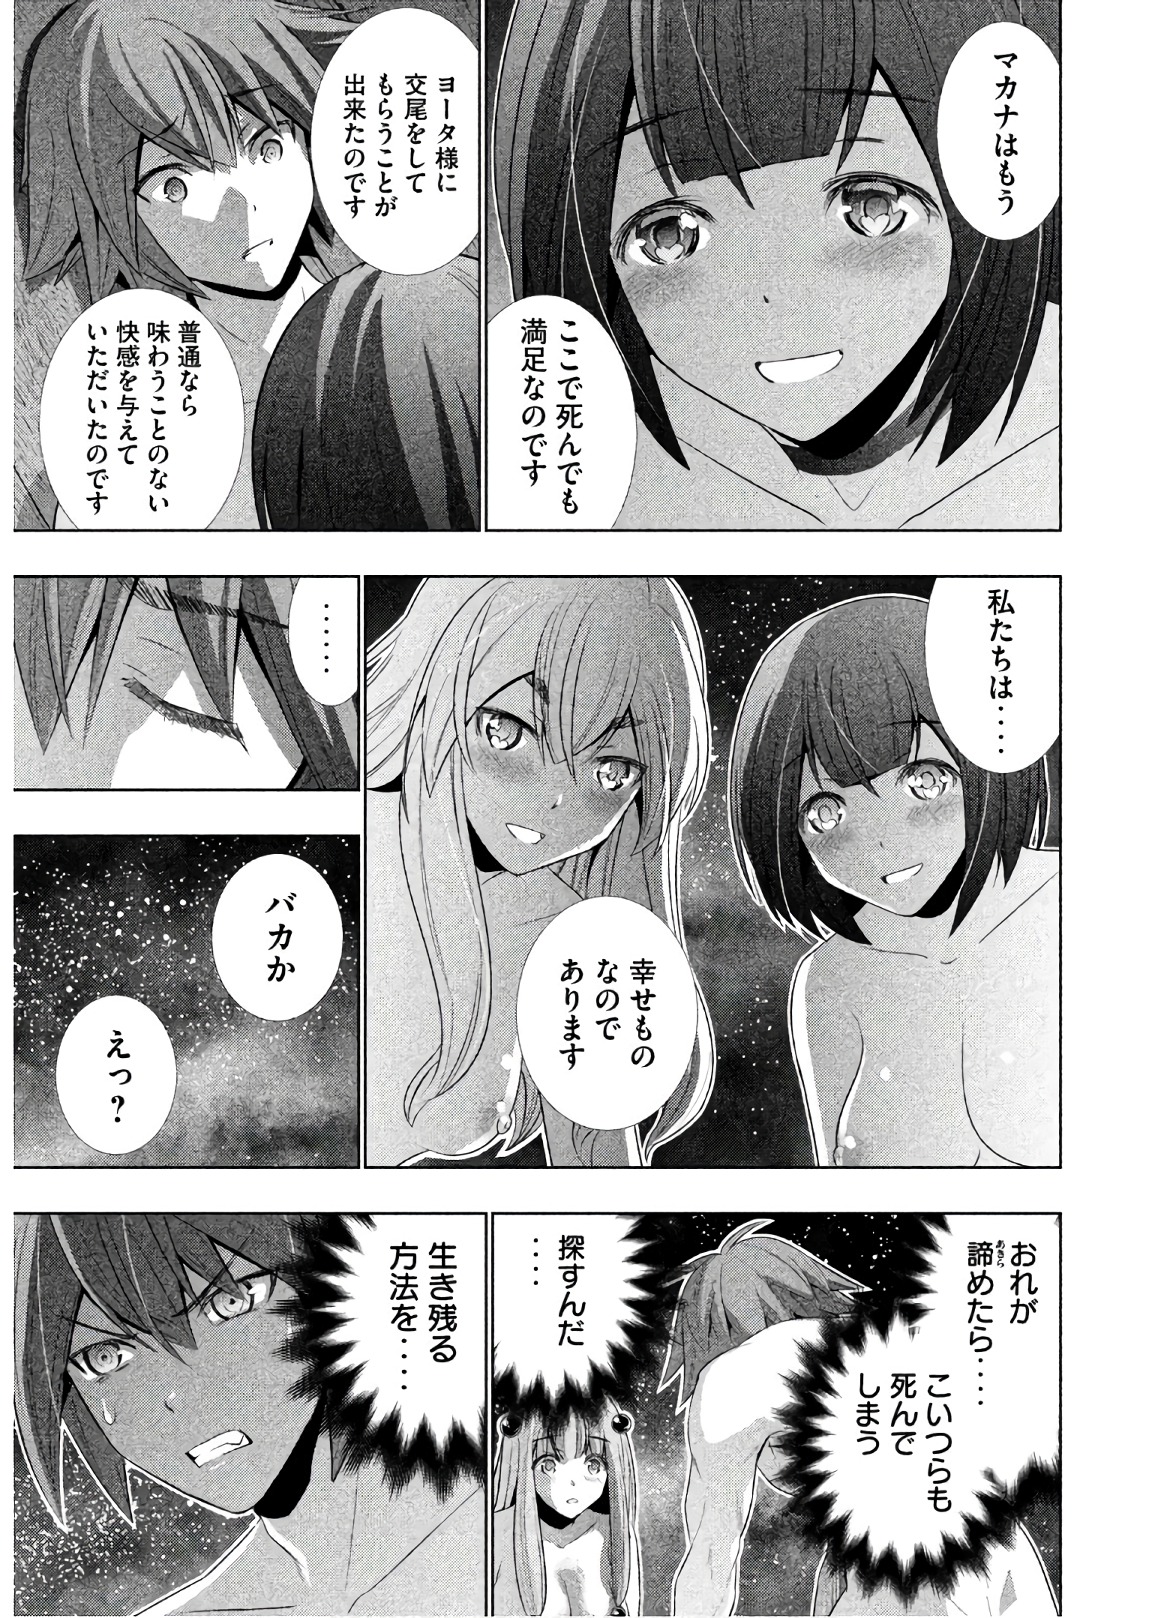 マカナはもう
ここで死んでも
満足なのです
ヨータ様に
交尾をして
もらうことが
出来たのです
普通なら
味わうことのない
快感を与えて
いただいたのです
私たちは‥‥
幸せもの
なので
あります
‥‥‥
バカか
えっ？
おれが
諦めたら‥‥
あきら
こいつらも
死んで
しまう
探すんだ
‥‥
生き残る
方法を‥‥